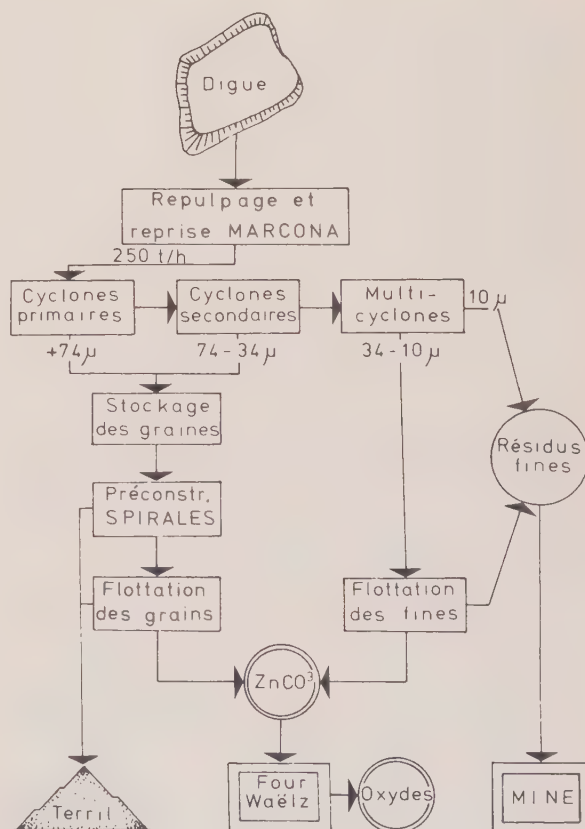 Digue
Repulpage et
reprise MARCONA
250 t/h
Cyclones
primaires
Cyclones
secondaires
Multi-
cyclones
10 μ
+74 μ
74-34 μ
34-10 μ
Stockage
des graines
Résidus
fines
Préconstr.
SPIRALES
Flottation
des grains
Flottation
des fines
ZnCO³
Terril
Four
Waëlz
Oxydes
MINE